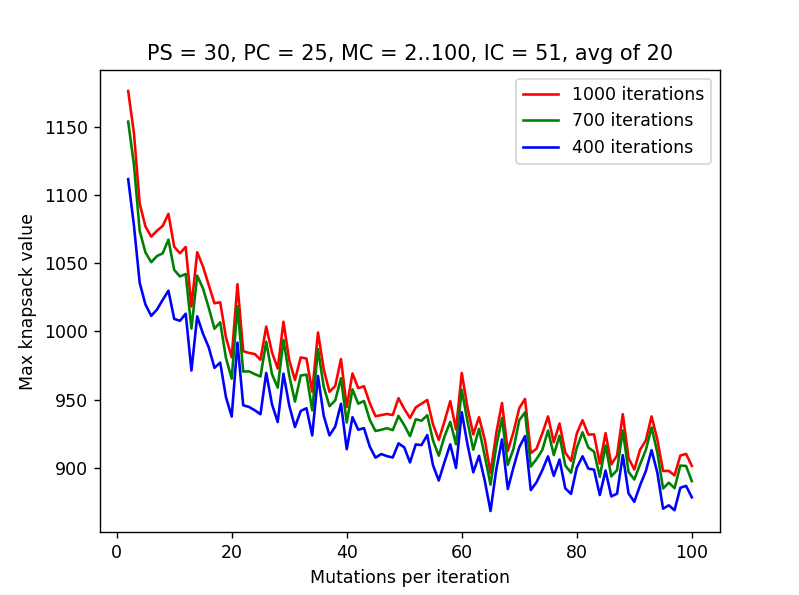 PS = 30, PC = 25, MC = 2..100, IC = 51, avg of 20
1000 iterations
700 iterations
400 iterations
Max knapsack value
1150
1100
1050
1000
950
900
0 20 40 60 80 100
Mutations per iteration